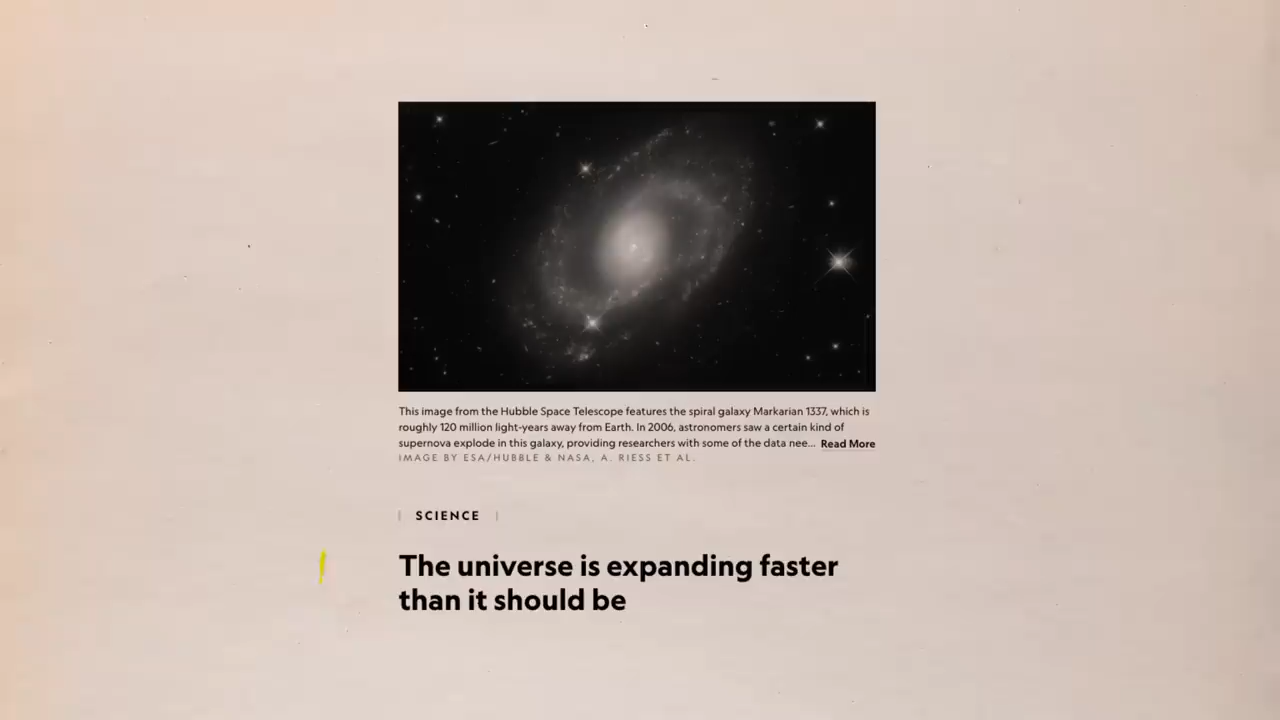 This image from the Hubble Space Telescope features the spiral galaxy Markarian 1337, which is
roughly 120 million light-years away from Earth. In 2006, astronomers saw a certain kind of
supernova explode in this galaxy, providing researchers with some of the data nee... Read More
IMAGE BY ESA/HUBBLE & NASA, A. RIESS ET AL.
| SCIENCE |
The universe is expanding faster
than it should be